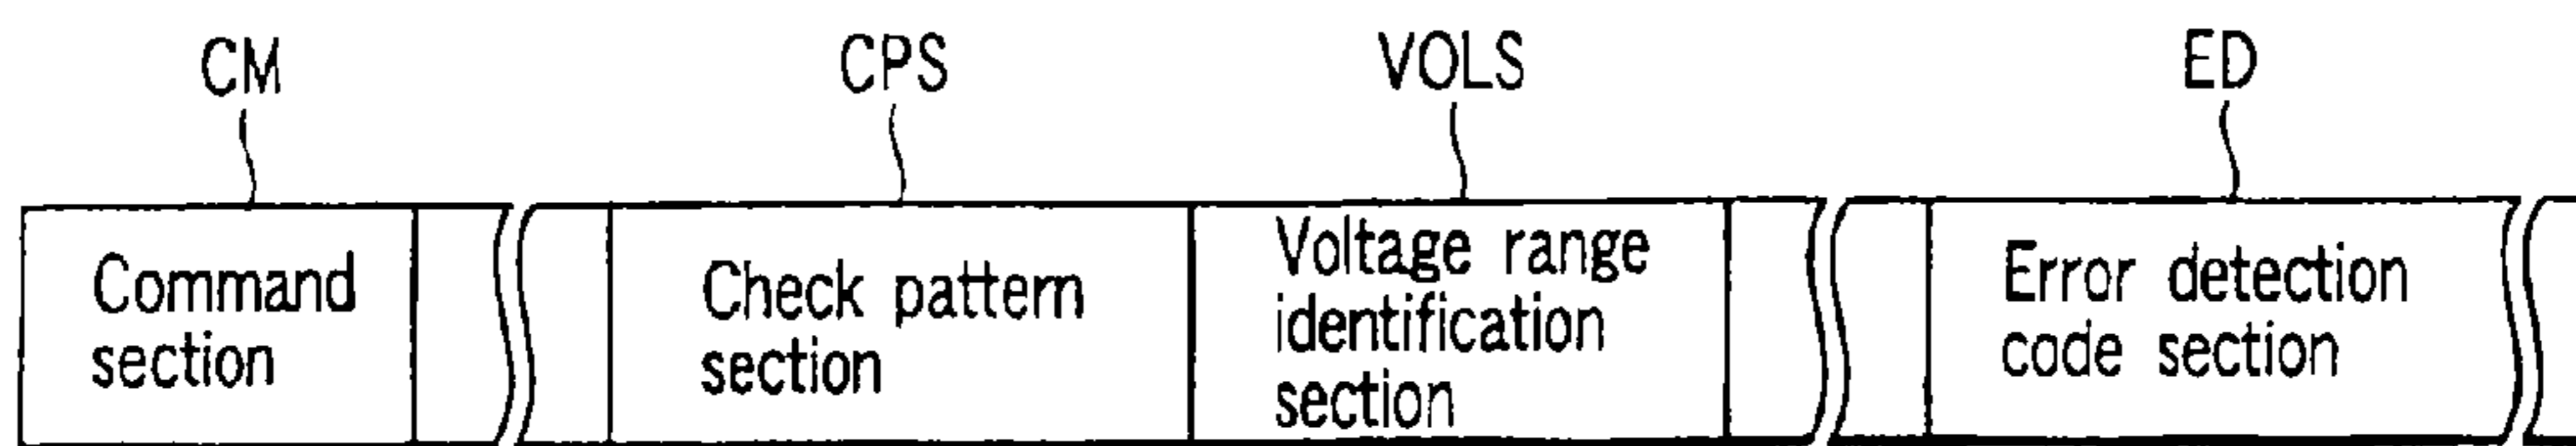 CM CPS VOLS ED
Command
section
Check pattern
section
Voltage range
identification
section
Error detection
code section